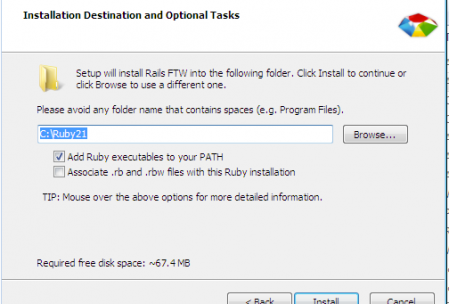 Installation Destination and Optional Tasks
Setup will install Rails FTW into the following folder. Click Install to continue or
click Browse to use a different one.
Please avoid any folder name that contains spaces (e.g. Program Files).
C:\Ruby21
Browse...
Add Ruby executables to your PATH
Associate .rb and .rbw files with this Ruby installation
TIP: Mouse over the above options for more detailed information.
Required free disk space: ~67.4 MB
< Back
Install
Cancel